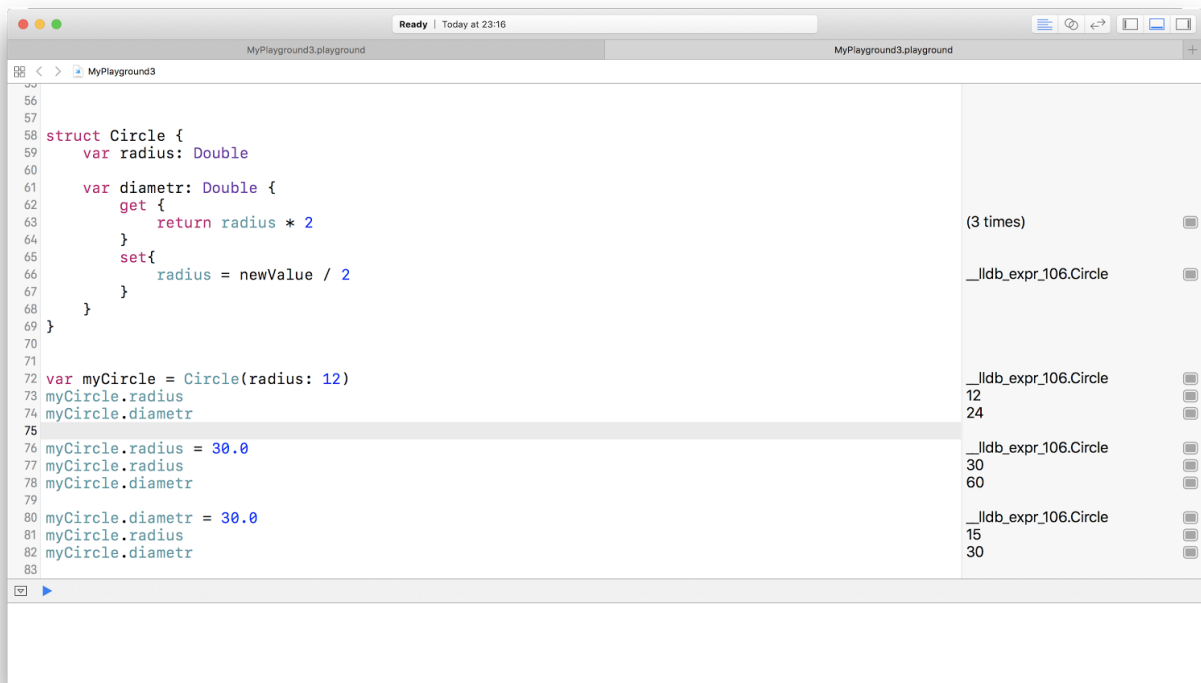 Ready | Today at 23:16
MyPlayground3.playground
MyPlayground3.playground
+
MyPlayground3
55
56
57
58 struct Circle {
59     var radius: Double
60
61     var diametr: Double {
62         get {
63             return radius * 2 (3 times)
64         }
65         set{
66             radius = newValue / 2 __lldb_expr_106.Circle
67         }
68     }
69 }
70
71
72 var myCircle = Circle(radius: 12) __lldb_expr_106.Circle
73 myCircle.radius 12
74 myCircle.diametr 24
75
76 myCircle.radius = 30.0 __lldb_expr_106.Circle
77 myCircle.radius 30
78 myCircle.diametr 60
79
80 myCircle.diametr = 30.0 __lldb_expr_106.Circle
81 myCircle.radius 15
82 myCircle.diametr 30
83